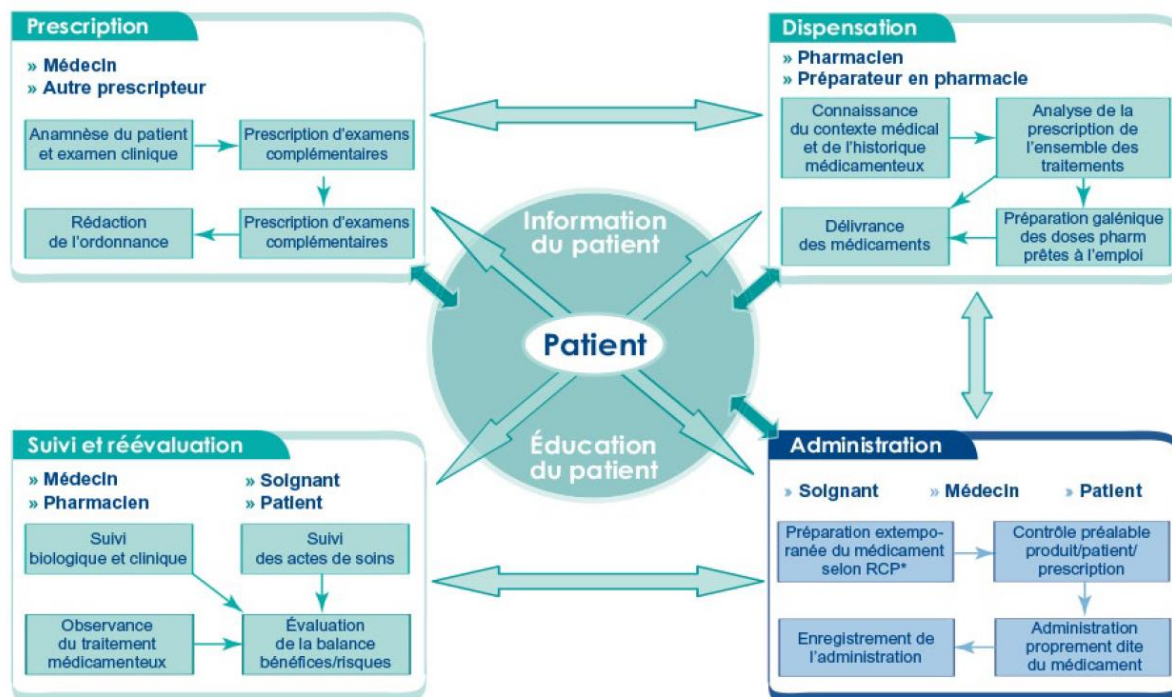 Prescription
» Médecin
» Autre prescripteur
Anamnèse du patient
et examen clinique
Prescription d'examens
complémentaires
Rédaction
de l'ordonnance
Prescription d'examens
complémentaires
Dispensation
» Pharmacien
» Préparateur en pharmacie
Connaissance
du contexte médical
et de l'historique
médicamenteux
Analyse de la
prescription de
l'ensemble des
traitements
Délivrance
des médicaments
Préparation galénique
des doses pharm
prêtes à l'emploi
Information
du patient
Patient
Éducation
du patient
Suivi et réévaluation
» Médecin
» Pharmacien
» Soignant
» Patient
Suivi
biologique et clinique
Suivi
des actes de soins
Observance
du traitement
médicamenteux
Évaluation
de la balance
bénéfices/risques
Administration
» Soignant
» Médecin
» Patient
Préparation extempo-
ranée du médicament
selon RCP*
Contrôle préalable
produit/patient/
prescription
Enregistrement de
l'administration
Administration
proprement dite
du médicament